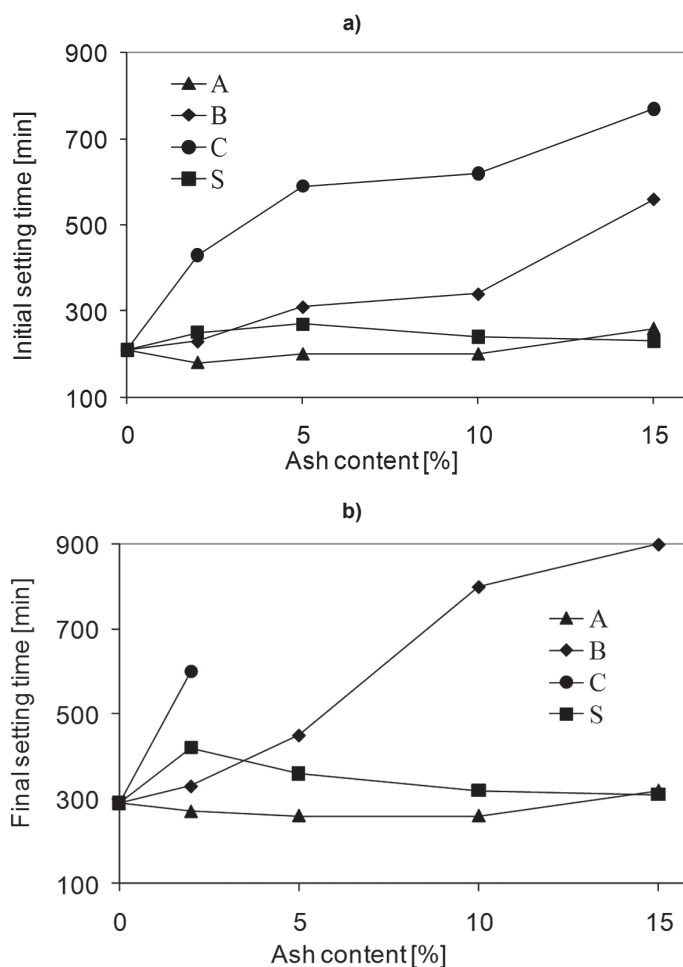 a)
900
700
500
300
100
Initial setting time [min]
A
B
C
S
0 5 10 15
Ash content [%]
b)
900
700
500
300
100
Final setting time [min]
A
B
C
S
0 5 10 15
Ash content [%]